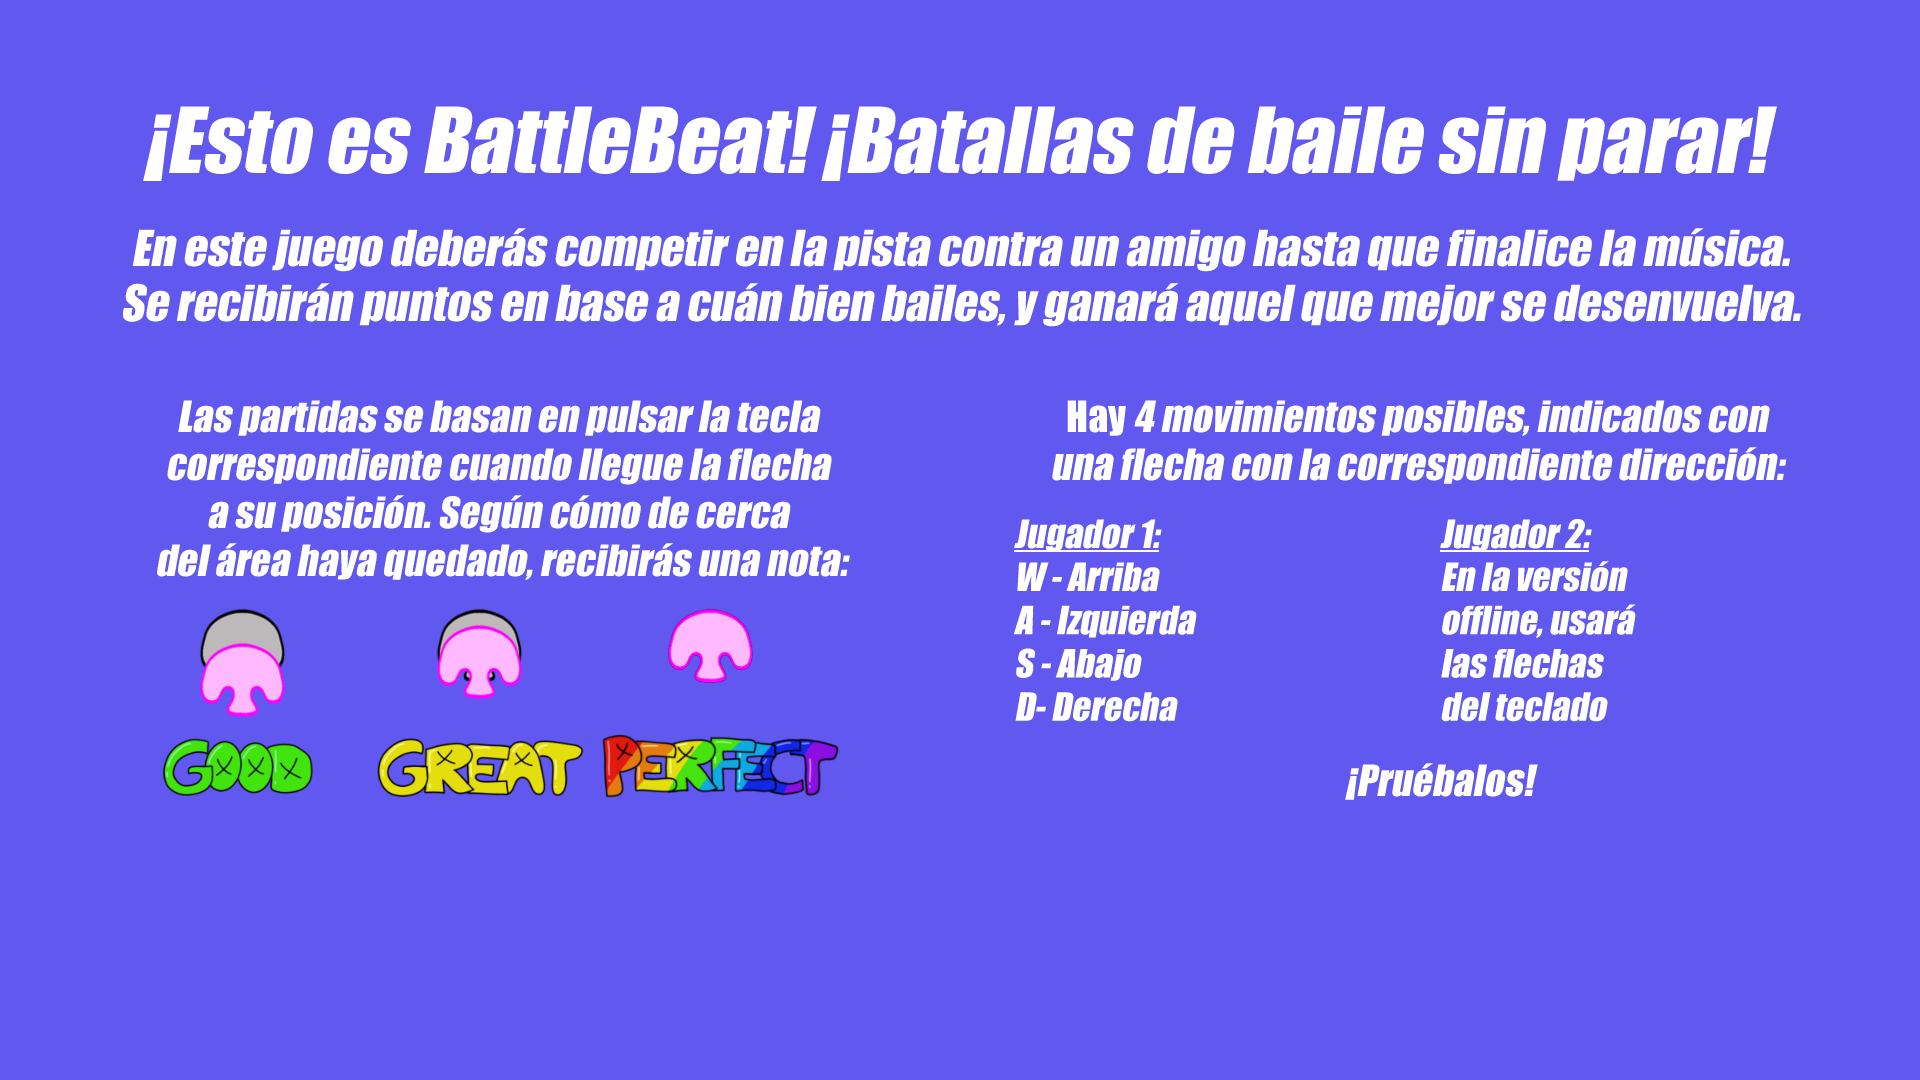 ¡Esto es BattleBeat! ¡Batallas de baile sin parar!
En este juego deberás competir en la pista contra un amigo hasta que finalice la música.
Se recibirán puntos en base a cuán bien bailes, y ganará aquel que mejor se desenvuelva.
Las partidas se basan en pulsar la tecla
correspondiente cuando llegue la flecha
a su posición. Según cómo de cerca
del área haya quedado, recibirás una nota:
GOOD
GREAT
PERFECT
Hay 4 movimientos posibles, indicados con
una flecha con la correspondiente dirección:
Jugador 1:
W - Arriba
A - Izquierda
S - Abajo
D- Derecha
Jugador 2:
En la versión
offline, usará
las flechas
del teclado
¡Pruébalos!